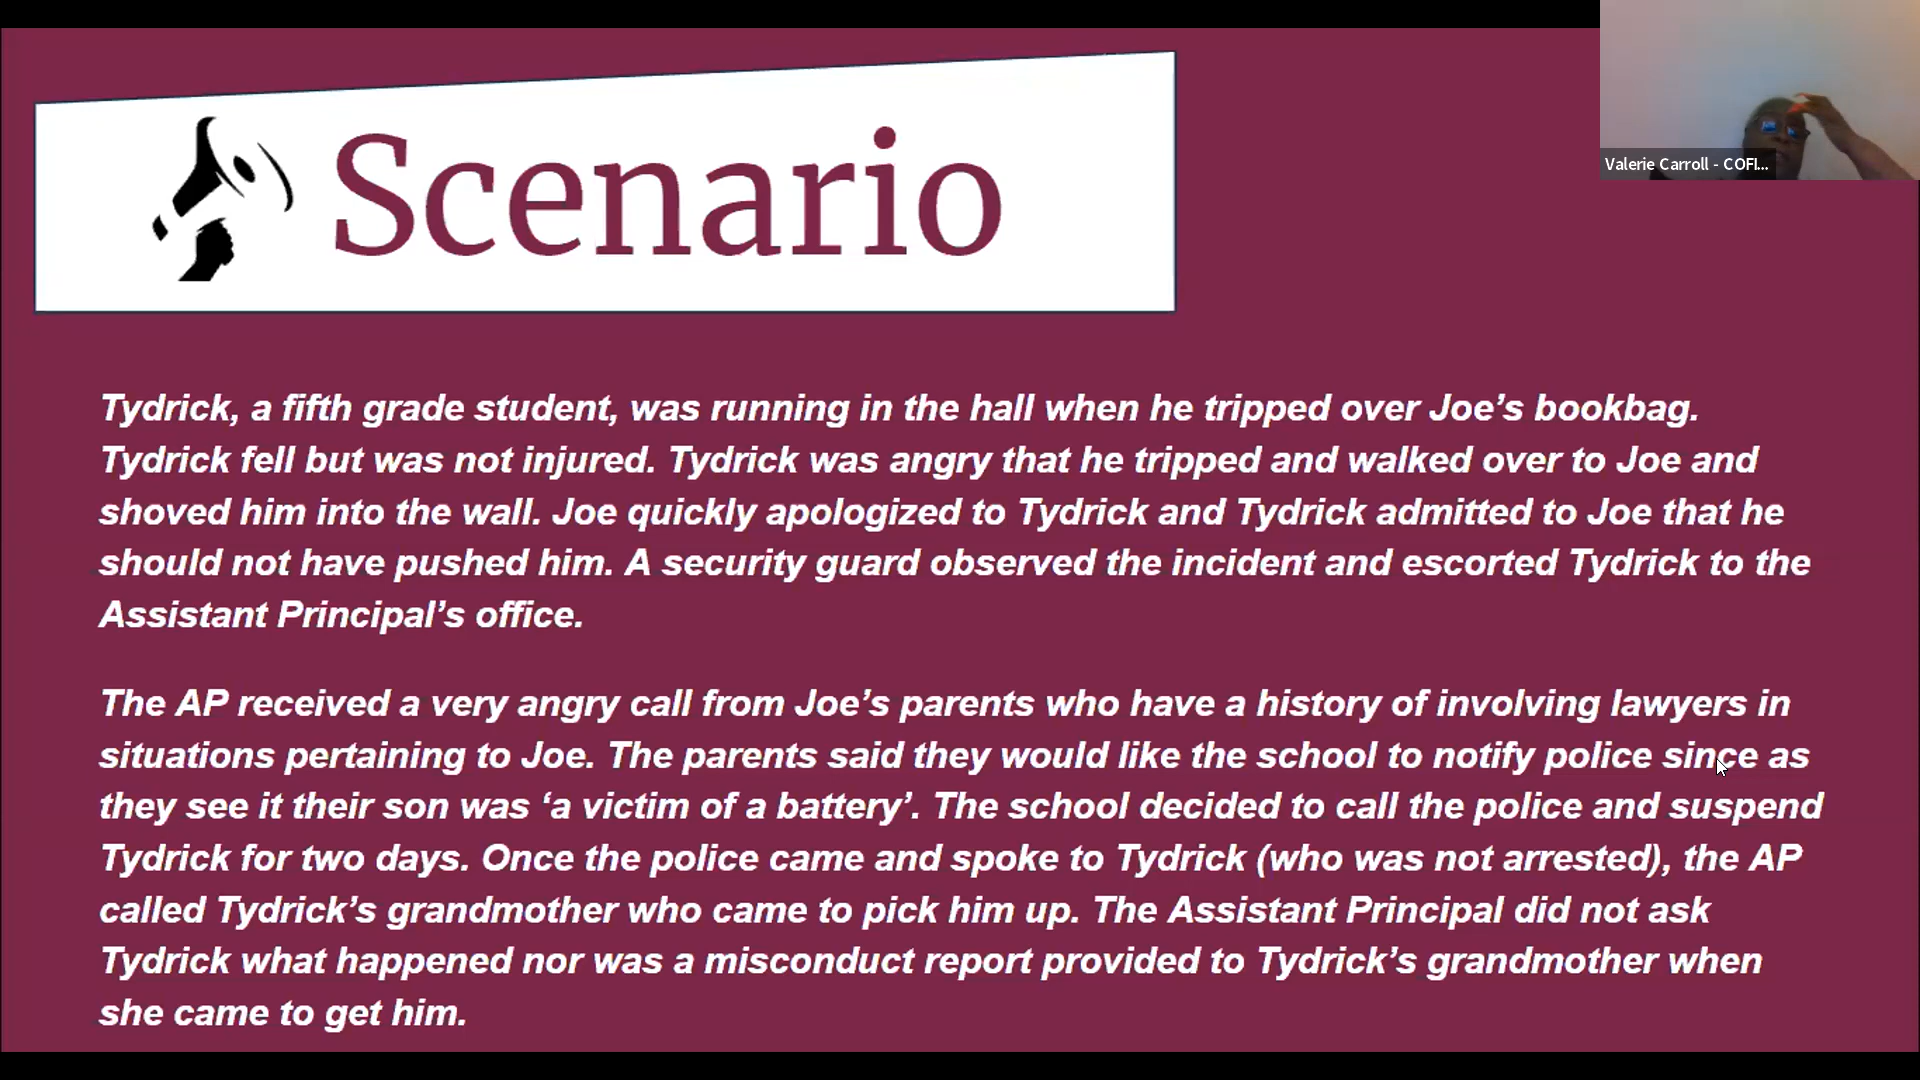 Scenario
Valerie Carroll - COFI...
Tydrick, a fifth grade student, was running in the hall when he tripped over Joe’s bookbag.
Tydrick fell but was not injured. Tydrick was angry that he tripped and walked over to Joe and
shoved him into the wall. Joe quickly apologized to Tydrick and Tydrick admitted to Joe that he
should not have pushed him. A security guard observed the incident and escorted Tydrick to the
Assistant Principal’s office.
The AP received a very angry call from Joe’s parents who have a history of involving lawyers in
situations pertaining to Joe. The parents said they would like the school to notify police since as
they see it their son was ‘a victim of a battery’. The school decided to call the police and suspend
Tydrick for two days. Once the police came and spoke to Tydrick (who was not arrested), the AP
called Tydrick’s grandmother who came to pick him up. The Assistant Principal did not ask
Tydrick what happened nor was a misconduct report provided to Tydrick’s grandmother when
she came to get him.